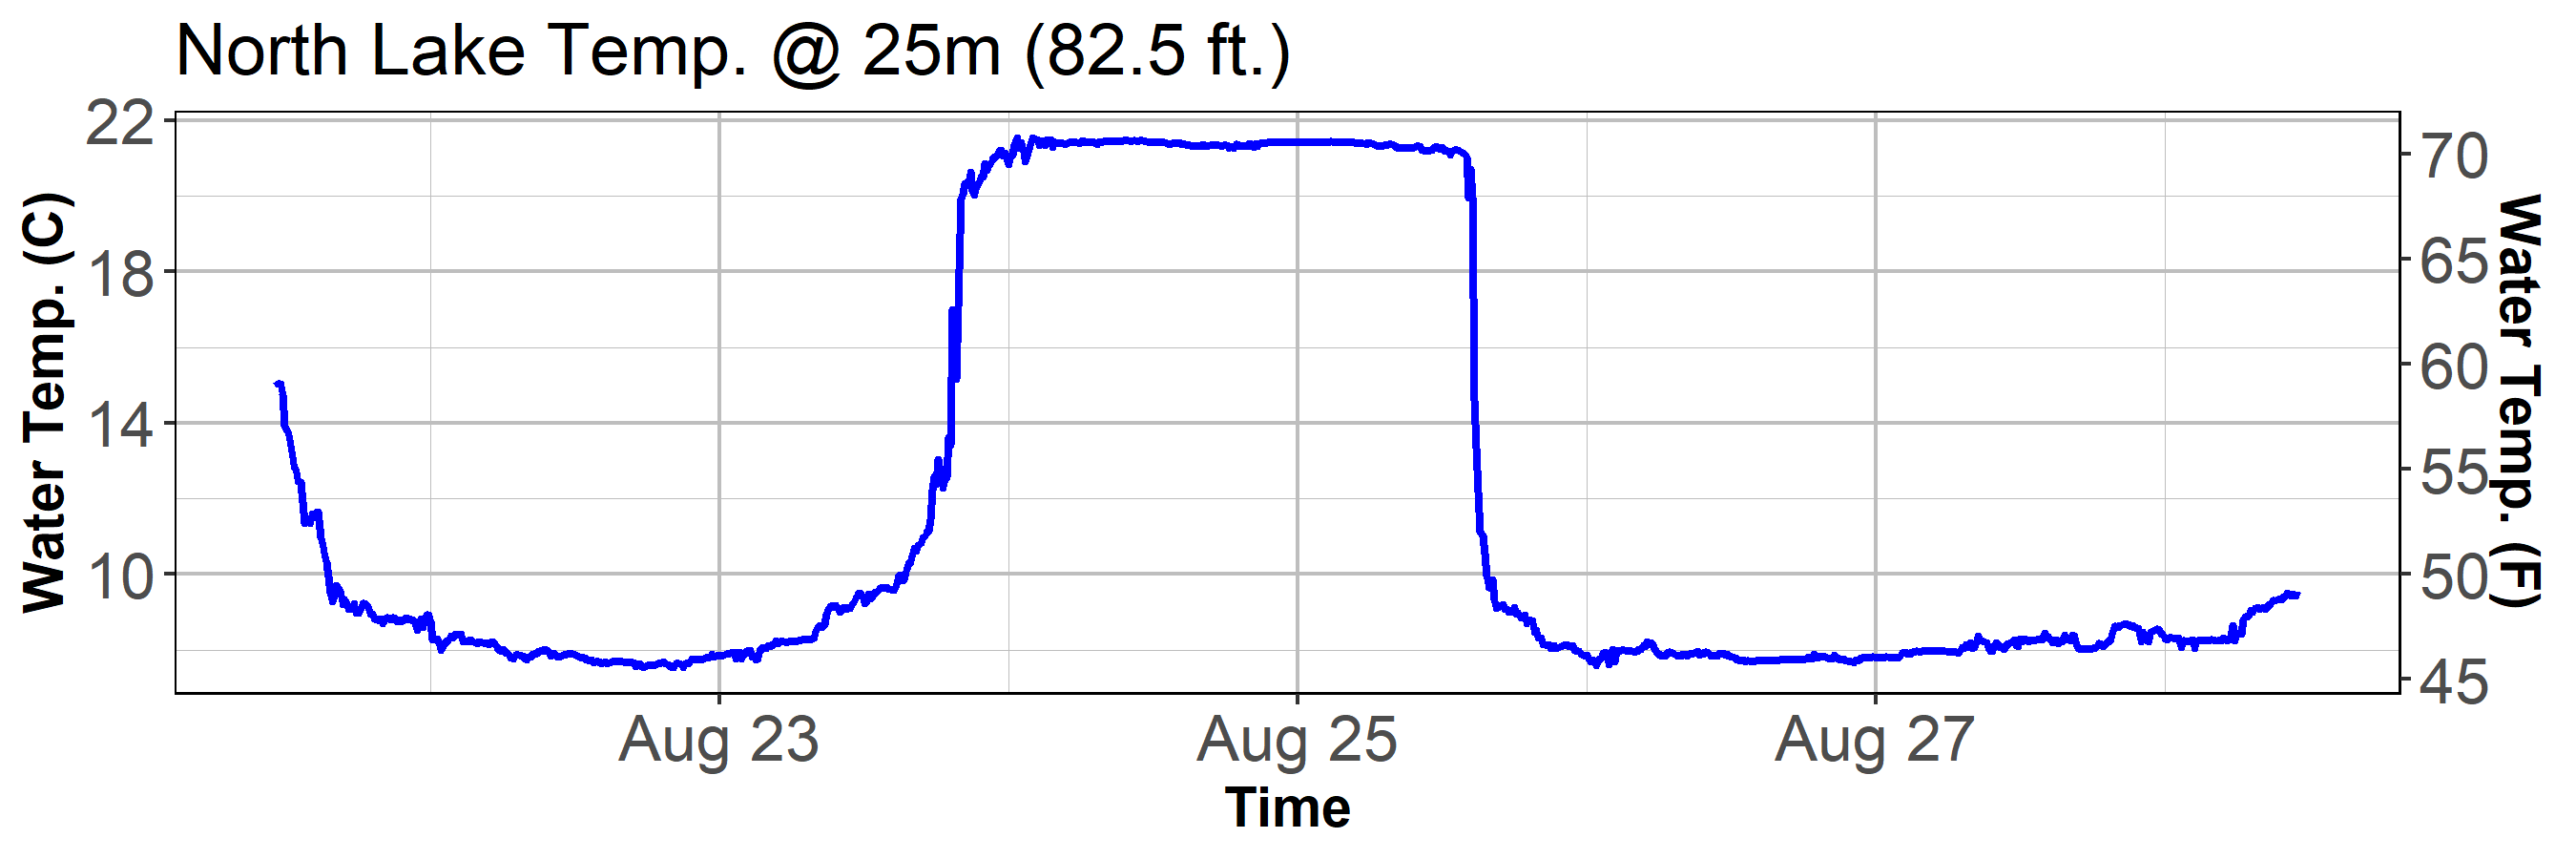 North Lake Temp. @ 25m (82.5 ft.)
Water Temp. (C)
22
18
14
10
70
65
60
55
50
45
Water Temp. (F)
Aug 23
Aug 25
Aug 27
Time